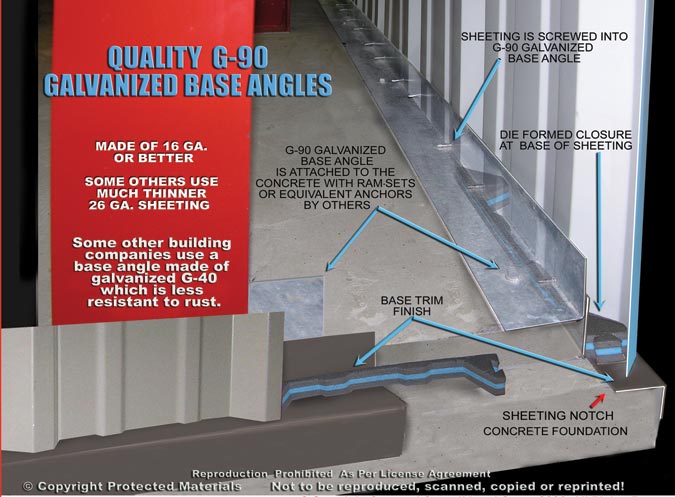 QUALITY G-90
GALVANIZED BASE ANGLES
MADE OF 16 GA.
OR BETTER
SOME OTHERS USE
MUCH THINNER
26 GA. SHEETING
Some other building
companies use a
base angle made of
galvanized G-40
which is less
resistant to rust.
G-90 GALVANIZED
BASE ANGLE
IS ATTACHED TO THE
CONCRETE WITH RAM-SETS
OR EQUIVALENT ANCHORS
BY OTHERS
SHEETING IS SCREWED INTO
G-90 GALVANIZED
BASE ANGLE
DIE FORMED CLOSURE
AT BASE OF SHEETING
BASE TRIM
FINISH
SHEETING NOTCH
CONCRETE FOUNDATION
Reproduction Prohibited As Per License Agreement
© Copyright Protected Materials Not to be reproduced, scanned, copied or reprinted!